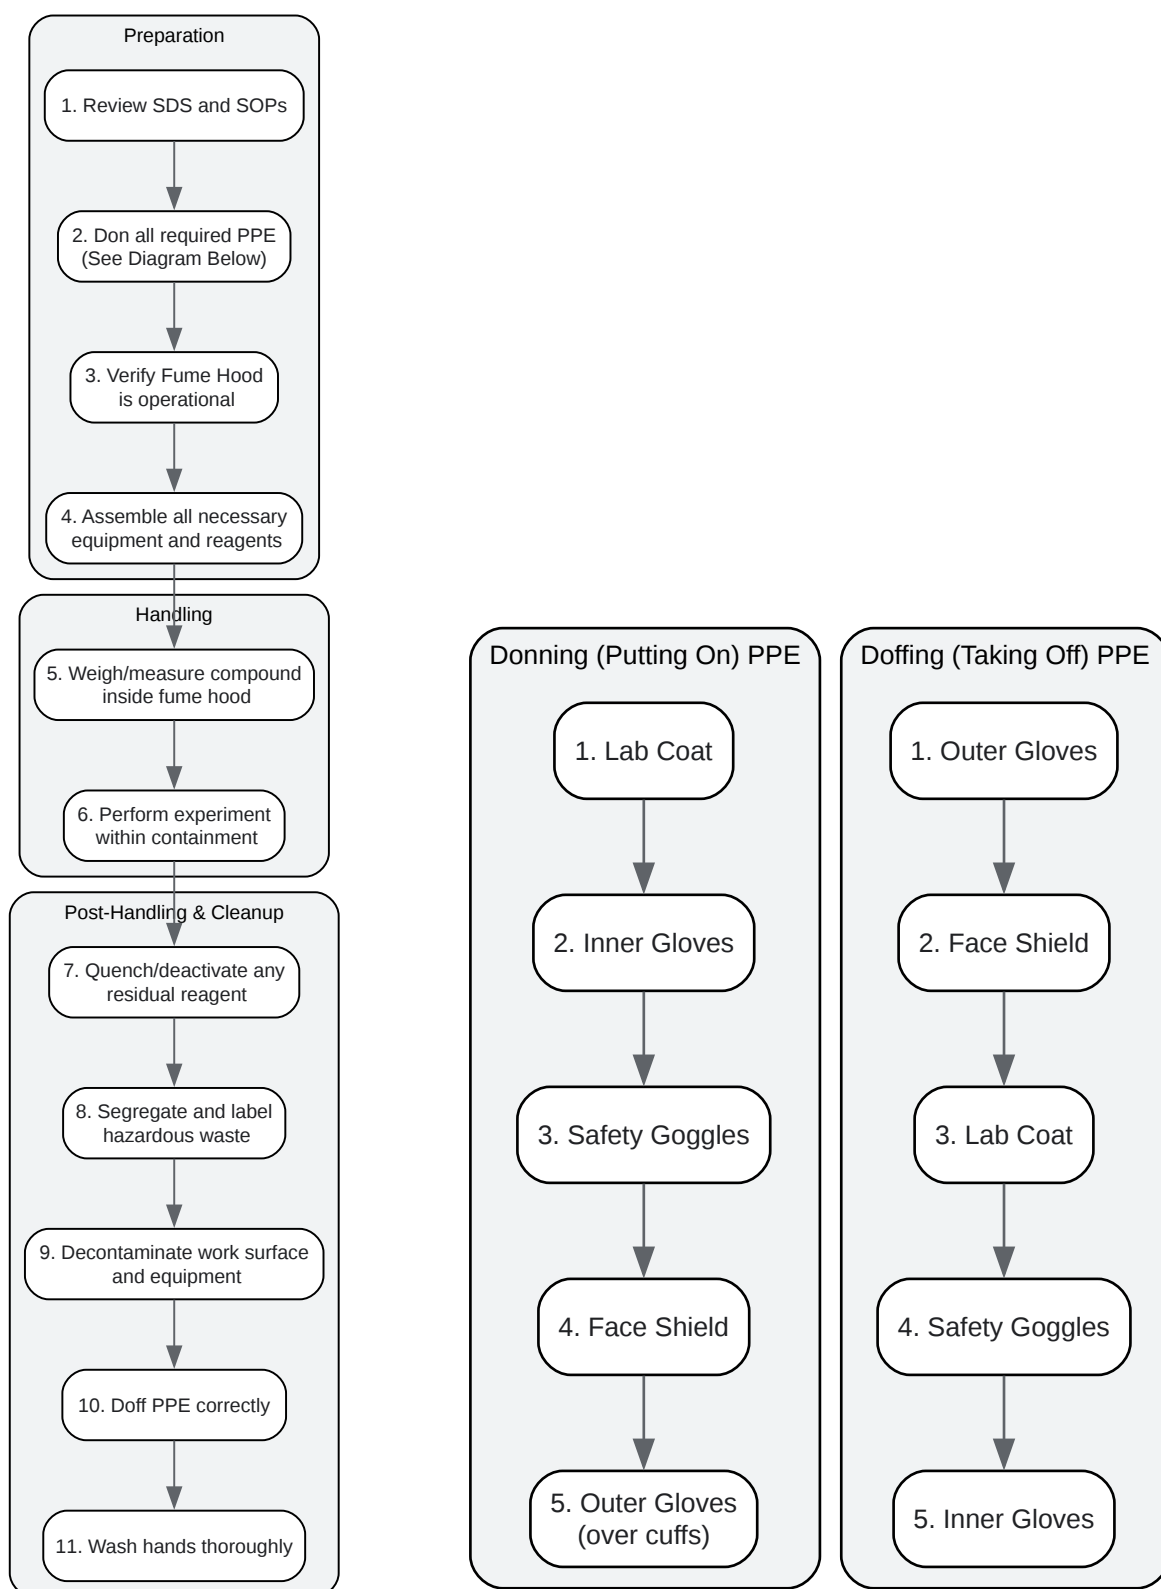 Preparation
1. Review SDS and SOPs
2. Don all required PPE
(See Diagram Below)
3. Verify Fume Hood
is operational
4. Assemble all necessary
equipment and reagents
Handling
5. Weigh/measure compound
inside fume hood
6. Perform experiment
within containment
Post-Handling & Cleanup
7. Quench/deactivate any
residual reagent
8. Segregate and label
hazardous waste
9. Decontaminate work surface
and equipment
10. Doff PPE correctly
11. Wash hands thoroughly
Donning (Putting On) PPE
1. Lab Coat
2. Inner Gloves
3. Safety Goggles
4. Face Shield
5. Outer Gloves
(over cuffs)
Doffing (Taking Off) PPE
1. Outer Gloves
2. Face Shield
3. Lab Coat
4. Safety Goggles
5. Inner Gloves